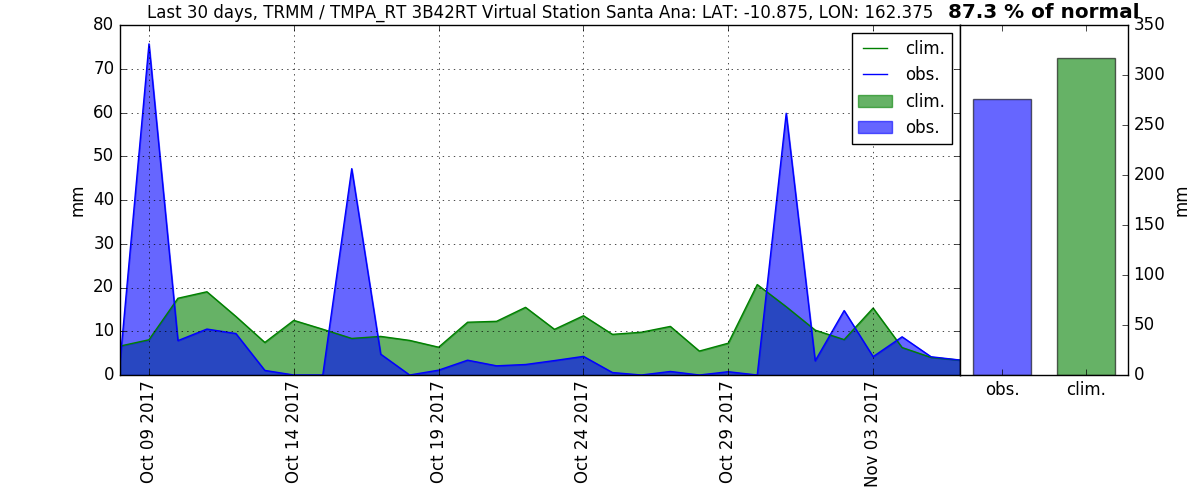 Last 30 days, TRMM / TMPA_RT 3B42RT Virtual Station Santa Ana: LAT: -10.875, LON: 162.375
87.3 % of normal
80
70
60
50
40
30
20
10
0
mm
clim.
obs.
clim.
obs.
Oct 09 2017
Oct 14 2017
Oct 19 2017
Oct 24 2017
Oct 29 2017
Nov 03 2017
350
300
250
200
150
100
50
0
mm
obs.
clim.